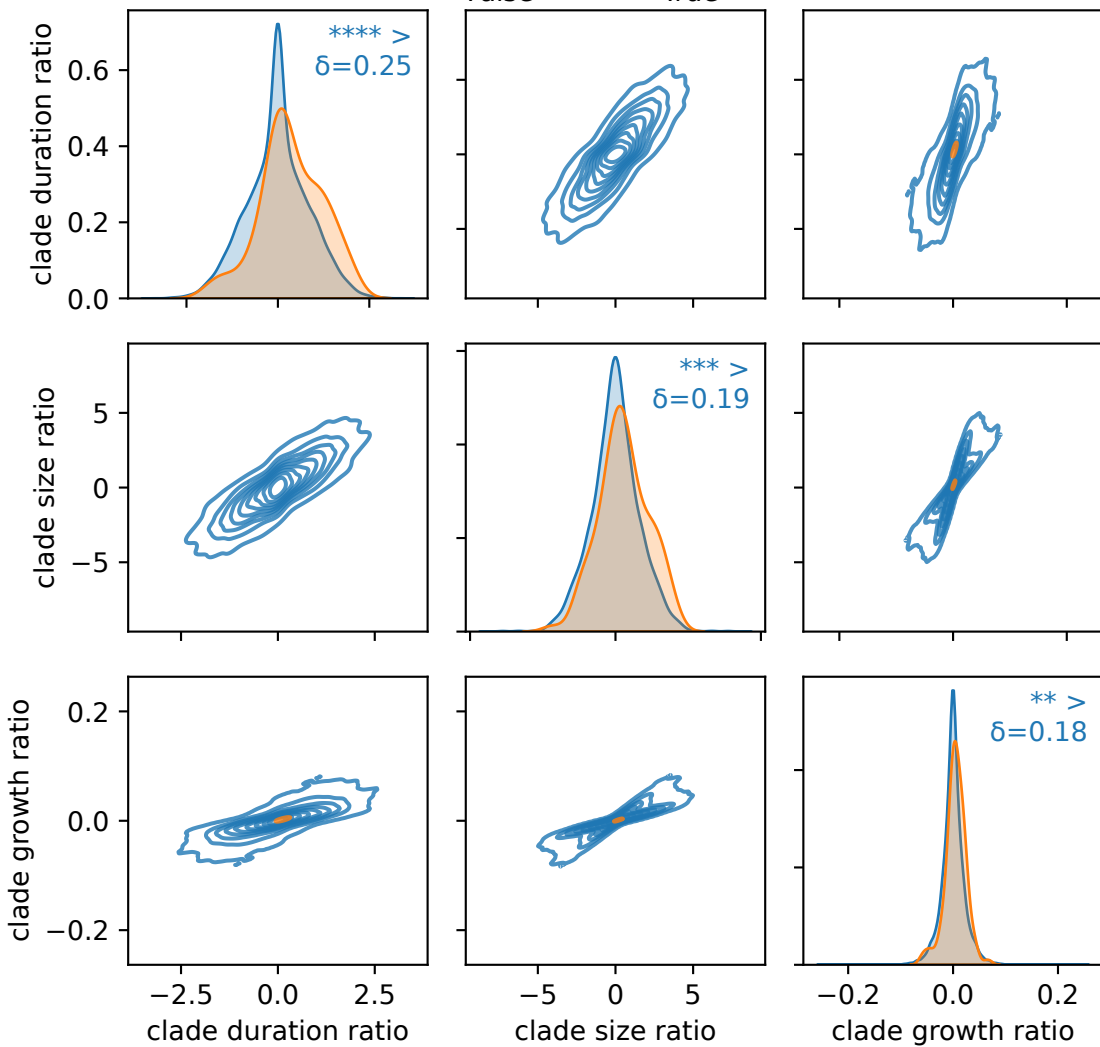 clade duration ratio
0.6
0.4
0.2
0.0
**** >
δ=0.25
clade size ratio
5
0
−5
*** >
δ=0.19
clade growth ratio
0.2
0.0
−0.2
** >
δ=0.18
−2.5 0.0 2.5
−5 0 5
−0.2 0.0 0.2
clade duration ratio
clade size ratio
clade growth ratio